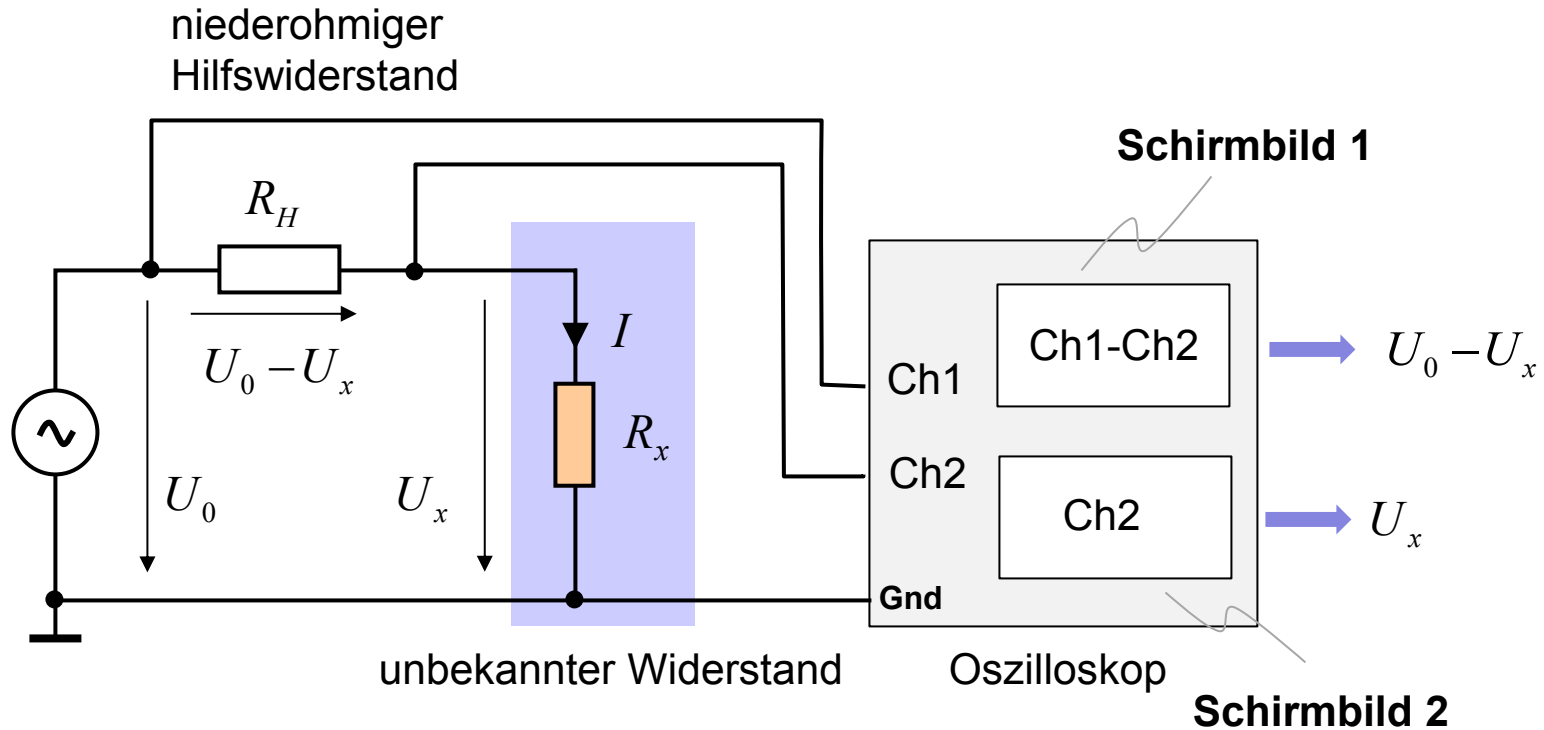 niederohmiger
Hilfswiderstand
Schirmbild 1
R_H
I
Ch1-Ch2
U_0 – U_x
U_0 – U_x
Ch1
R_x
Ch2
U_0
U_x
Ch2
U_x
Gnd
unbekannter Widerstand
Oszilloskop
Schirmbild 2